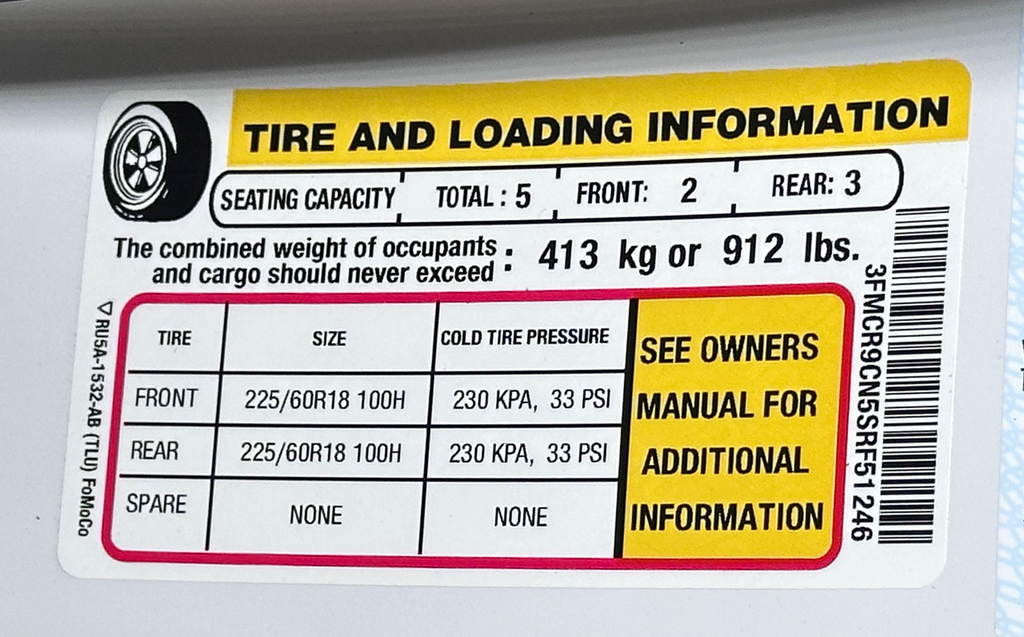 TIRE AND LOADING INFORMATION
SEATING CAPACITY TOTAL : 5 FRONT: 2 REAR: 3
The combined weight of occupants
and cargo should never exceed : 413 kg or 912 lbs.
TIRE SIZE COLD TIRE PRESSURE
FRONT 225/60R18 100H 230 KPA, 33 PSI
REAR 225/60R18 100H 230 KPA, 33 PSI
SPARE NONE NONE
SEE OWNERS
MANUAL FOR
ADDITIONAL
INFORMATION
RU5A-1532-AB (TLU) FoMoCo
3FMCR9CN5SRF51246